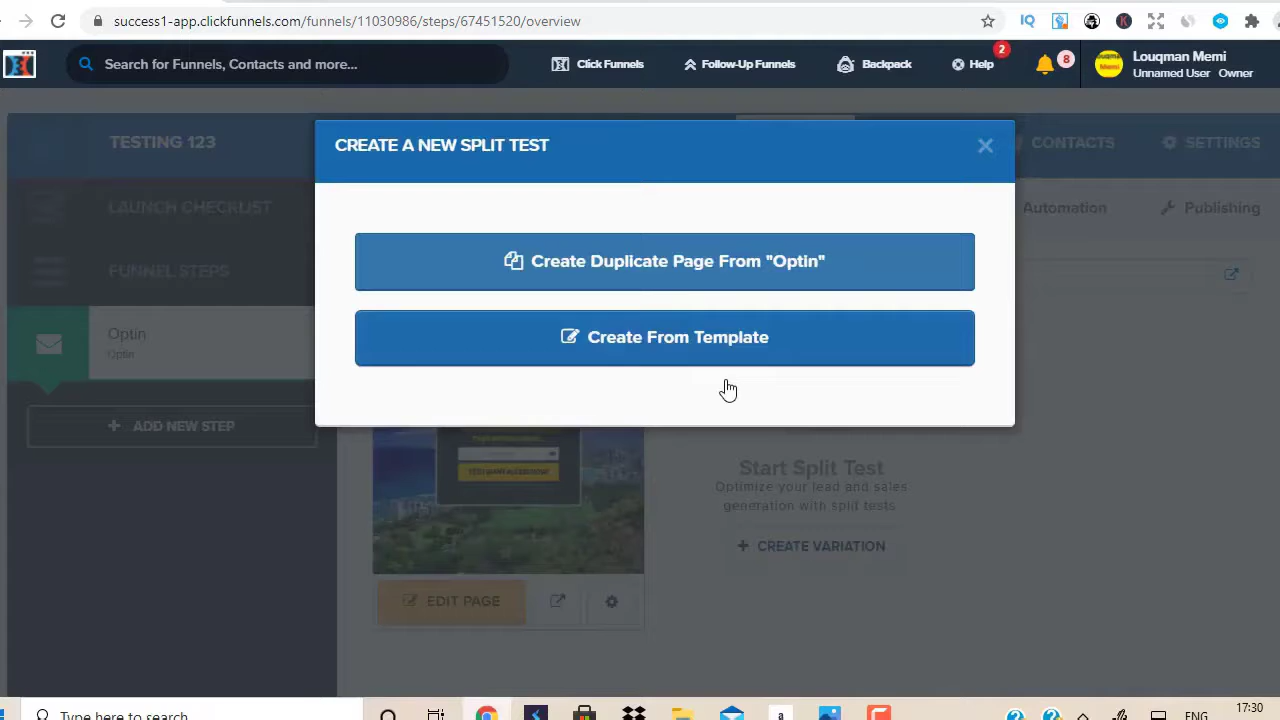 success1-app.clickfunnels.com/funnels/11030986/steps/67451520/overview
IQ
K
Search for Funnels, Contacts and more...
Click Funnels
Follow-Up Funnels
Backpack
Help
2
8
Louqman Memi
Unnamed User Owner
TESTING 123
CREATE A NEW SPLIT TEST
CONTACTS
SETTINGS
LAUNCH CHECKLIST
Automation
Publishing
Create Duplicate Page From "Optin"
FUNNEL STEPS
Optin
Optin
Create From Template
+ ADD NEW STEP
Start Split Test
Optimize your lead and sales
generation with split tests
+ CREATE VARIATION
EDIT PAGE
Type here to search
a
ENG
17:30